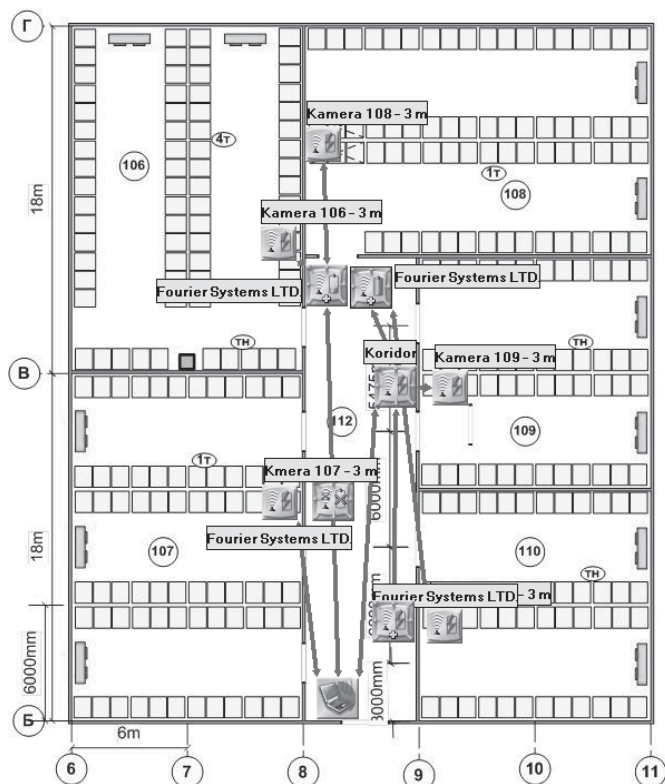 Г
Kamera 108 - 3 m
106
4т
18m
1т
108
Kamera 106 - 3 m
Fourier Systems LTD.
Fourier Systems LTD.
тн
Koridor
тн
В
Kamera 109 - 3 m
112
109
1т
Kmera 107 - 3 m
6000m
Fourier Systems LTD.
18m
107
110
тн
Fourier Systems LTD.
- 3 m
6000mm
3000mm
Б
6m
6
7
8
9
10
11